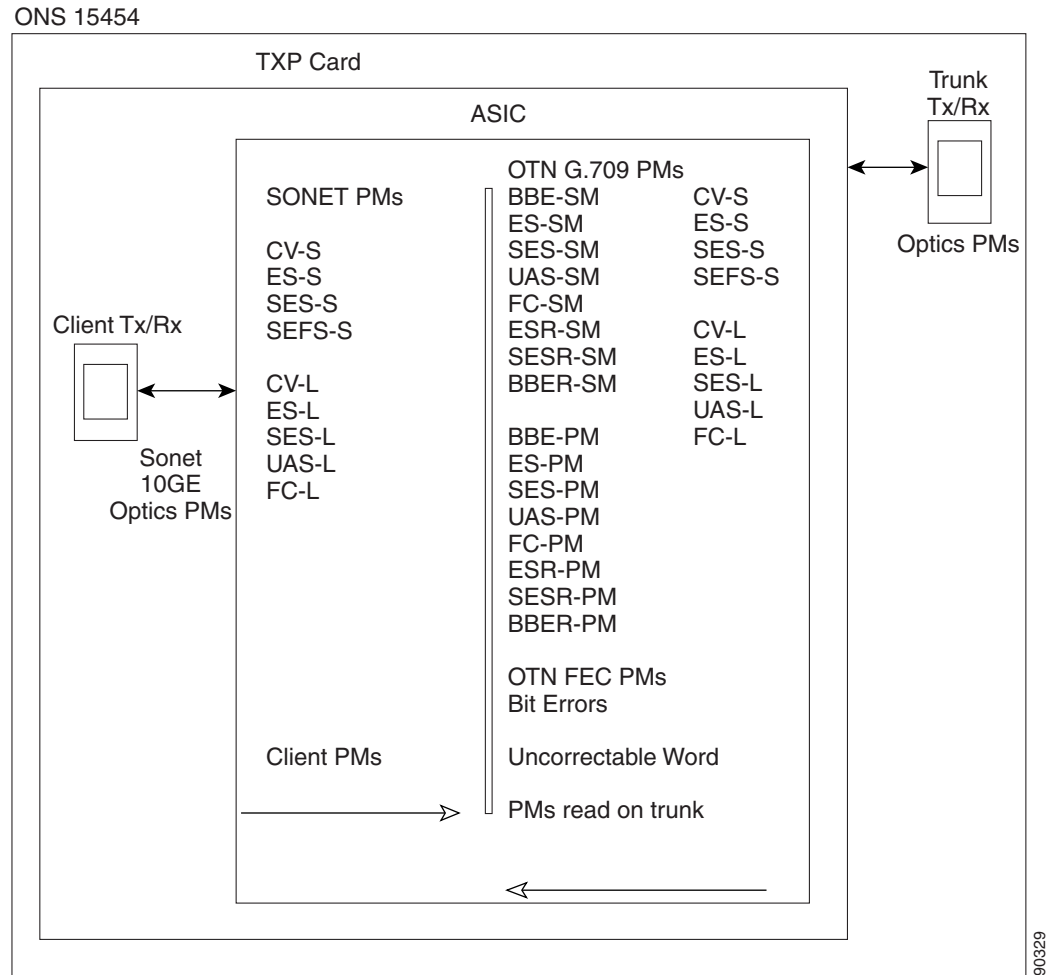 ONS 15454
TXP Card
ASIC
Trunk
Tx/Rx
Optics PMs
Client Tx/Rx
Sonet
10GE
Optics PMs
SONET PMs
CV-S
ES-S
SES-S
SEFS-S
CV-L
ES-L
SES-L
UAS-L
FC-L
Client PMs
OTN G.709 PMs
BBE-SM
ES-SM
SES-SM
UAS-SM
FC-SM
ESR-SM
SESR-SM
BBER-SM
BBE-PM
ES-PM
SES-PM
UAS-PM
FC-PM
ESR-PM
SESR-PM
BBER-PM
OTN FEC PMs
Bit Errors
Uncorrectable Word
PMs read on trunk
CV-S
ES-S
SES-S
SEFS-S
CV-L
ES-L
SES-L
UAS-L
FC-L
90329